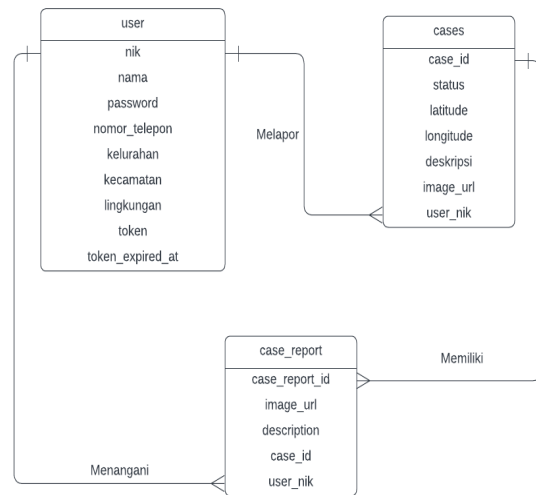 user
nik
nama
password
nomor_telepon
kelurahan
kecamatan
lingkungan
token
token_expired_at
Melapor
cases
case_id
status
latitude
longitude
deskripsi
image_url
user_nik
case_report
case_report_id
image_url
description
case_id
user_nik
Memiliki
Menangani